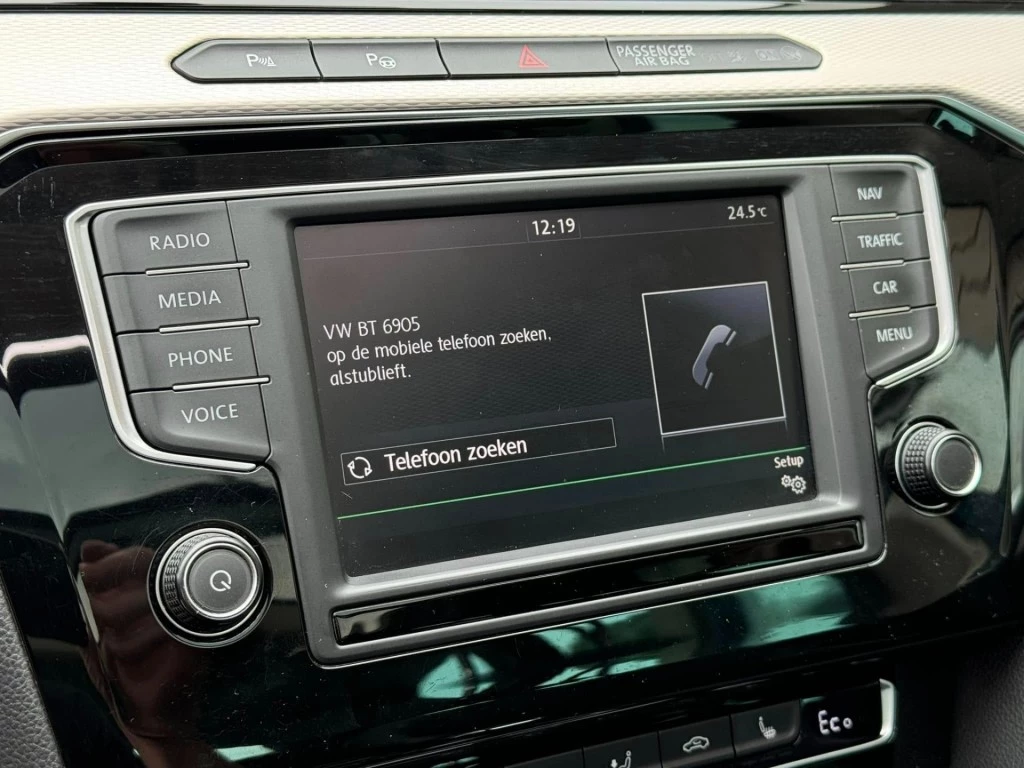 P
P
PASSENGER
AIR BAG
RADIO
MEDIA
PHONE
VOICE
12:19
24.5°C
VW BT 6905
op de mobiele telefoon zoeken,
alstublieft.
Telefoon zoeken
Setup
NAV
TRAFFIC
CAR
MENU
Eco